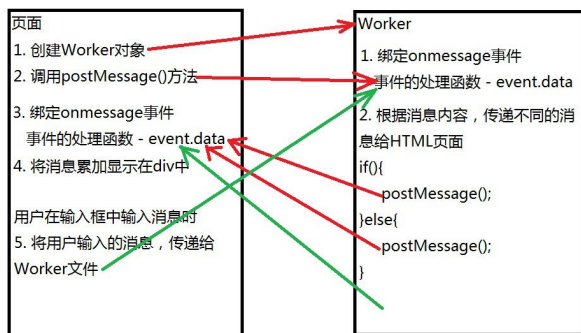 页面
1. 创建Worker对象
2. 调用postMessage()方法
3. 绑定onmessage事件
事件的处理函数 - event.data
4. 将消息累加显示在div中
用户在输入框中输入消息时
5. 将用户输入的消息，传递给
Worker文件
Worker
1. 绑定onmessage事件
事件的处理函数 - event.data
2. 根据消息内容，传递不同的消
息给HTML页面
if(){
postMessage();
}else{
postMessage();
}